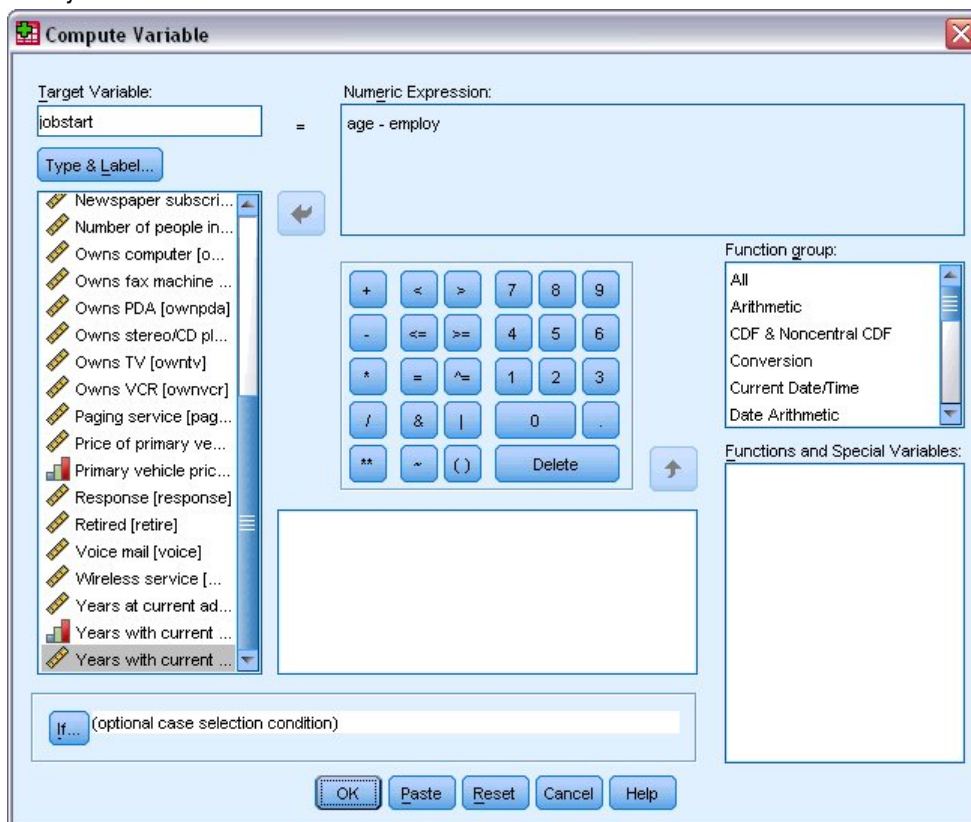 Compute Variable
Target Variable:
jobstart
=
Numeric Expression:
age - employ
Type & Label...
Newspaper subscri...
Number of people in...
Owns computer [o...
Owns fax machine ...
Owns PDA [ownpda]
Owns stereo/CD pl...
Owns TV [owntv]
Owns VCR [ownvcr]
Paging service [pag...
Price of primary ve...
Primary vehicle pric...
Response [response]
Retired [retire]
Voice mail [voice]
Wireless service [...
Years at current ad...
Years with current ...
Years with current ...
+ < > 7 8 9
- <= >= 4 5 6
* = ^= 1 2 3
/ & | 0 .
** ~ ( ) Delete
Function group:
All
Arithmetic
CDF & Noncentral CDF
Conversion
Current Date/Time
Date Arithmetic
Functions and Special Variables:
If... (optional case selection condition)
OK Paste Reset Cancel Help